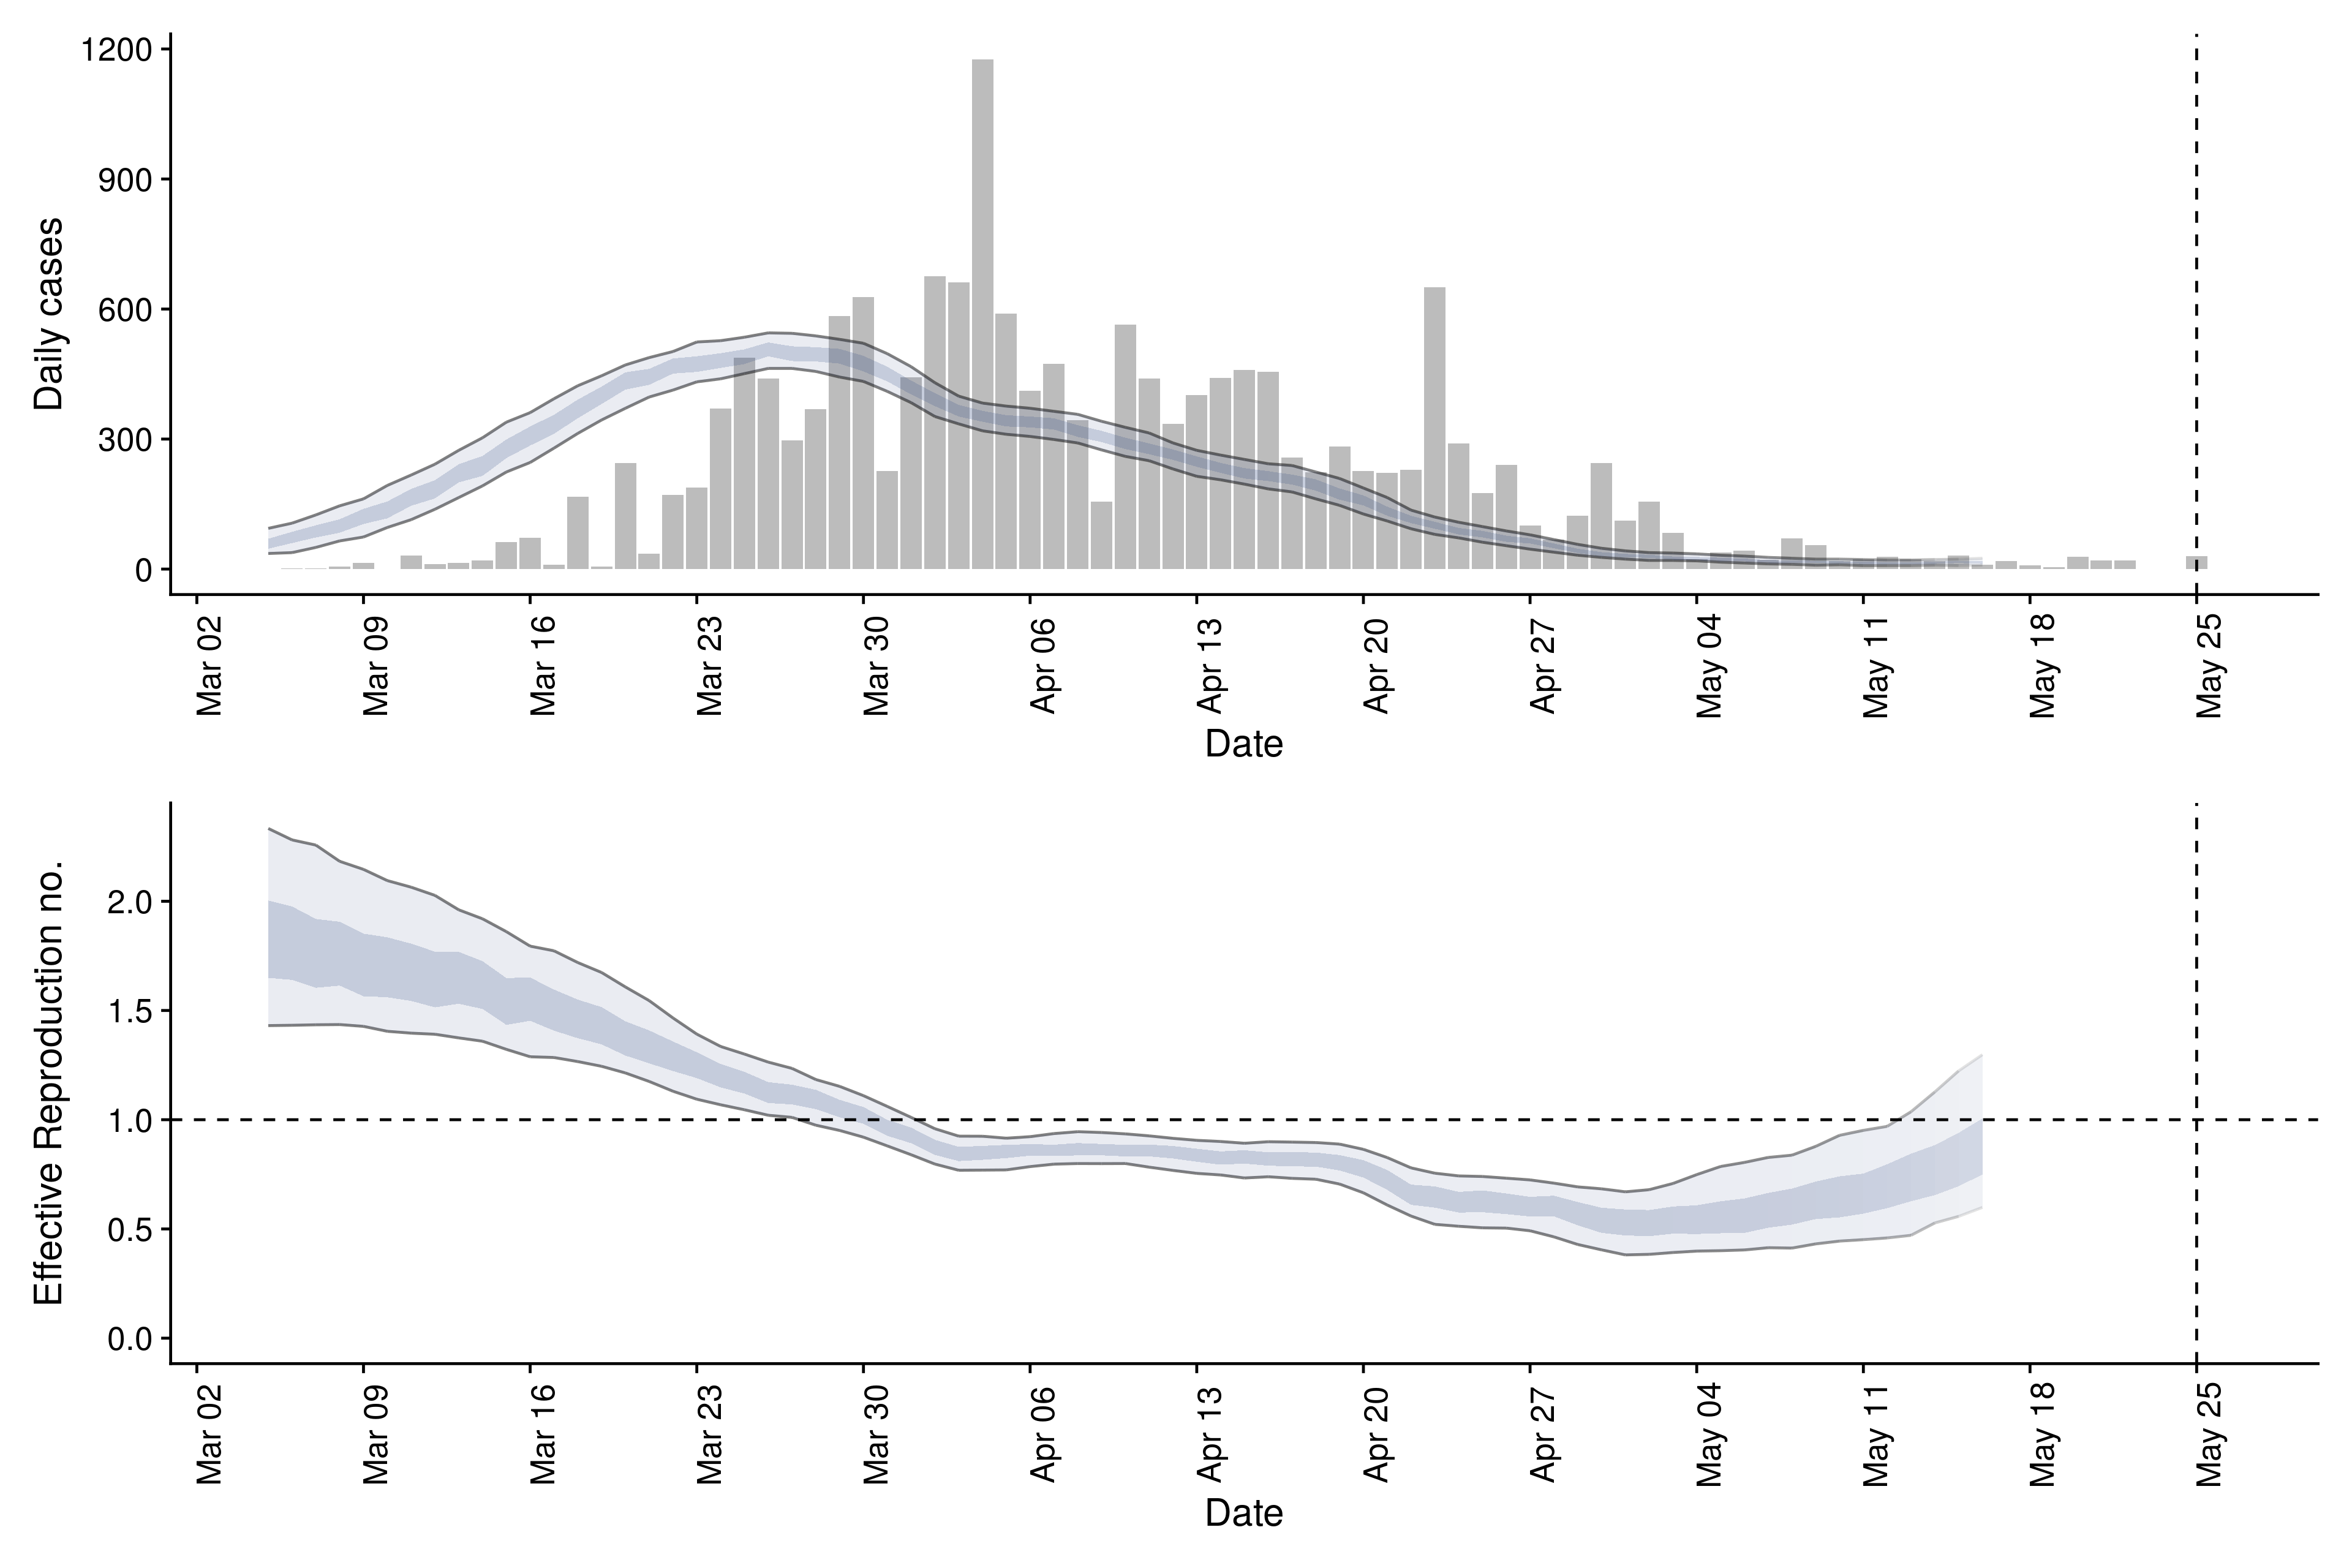 Daily cases
1200
900
600
300
0
Mar 02
Mar 09
Mar 16
Mar 23
Mar 30
Apr 06
Apr 13
Apr 20
Apr 27
May 04
May 11
May 18
May 25
Date
Effective Reproduction no.
2.0
1.5
1.0
0.5
0.0
Mar 02
Mar 09
Mar 16
Mar 23
Mar 30
Apr 06
Apr 13
Apr 20
Apr 27
May 04
May 11
May 18
May 25
Date